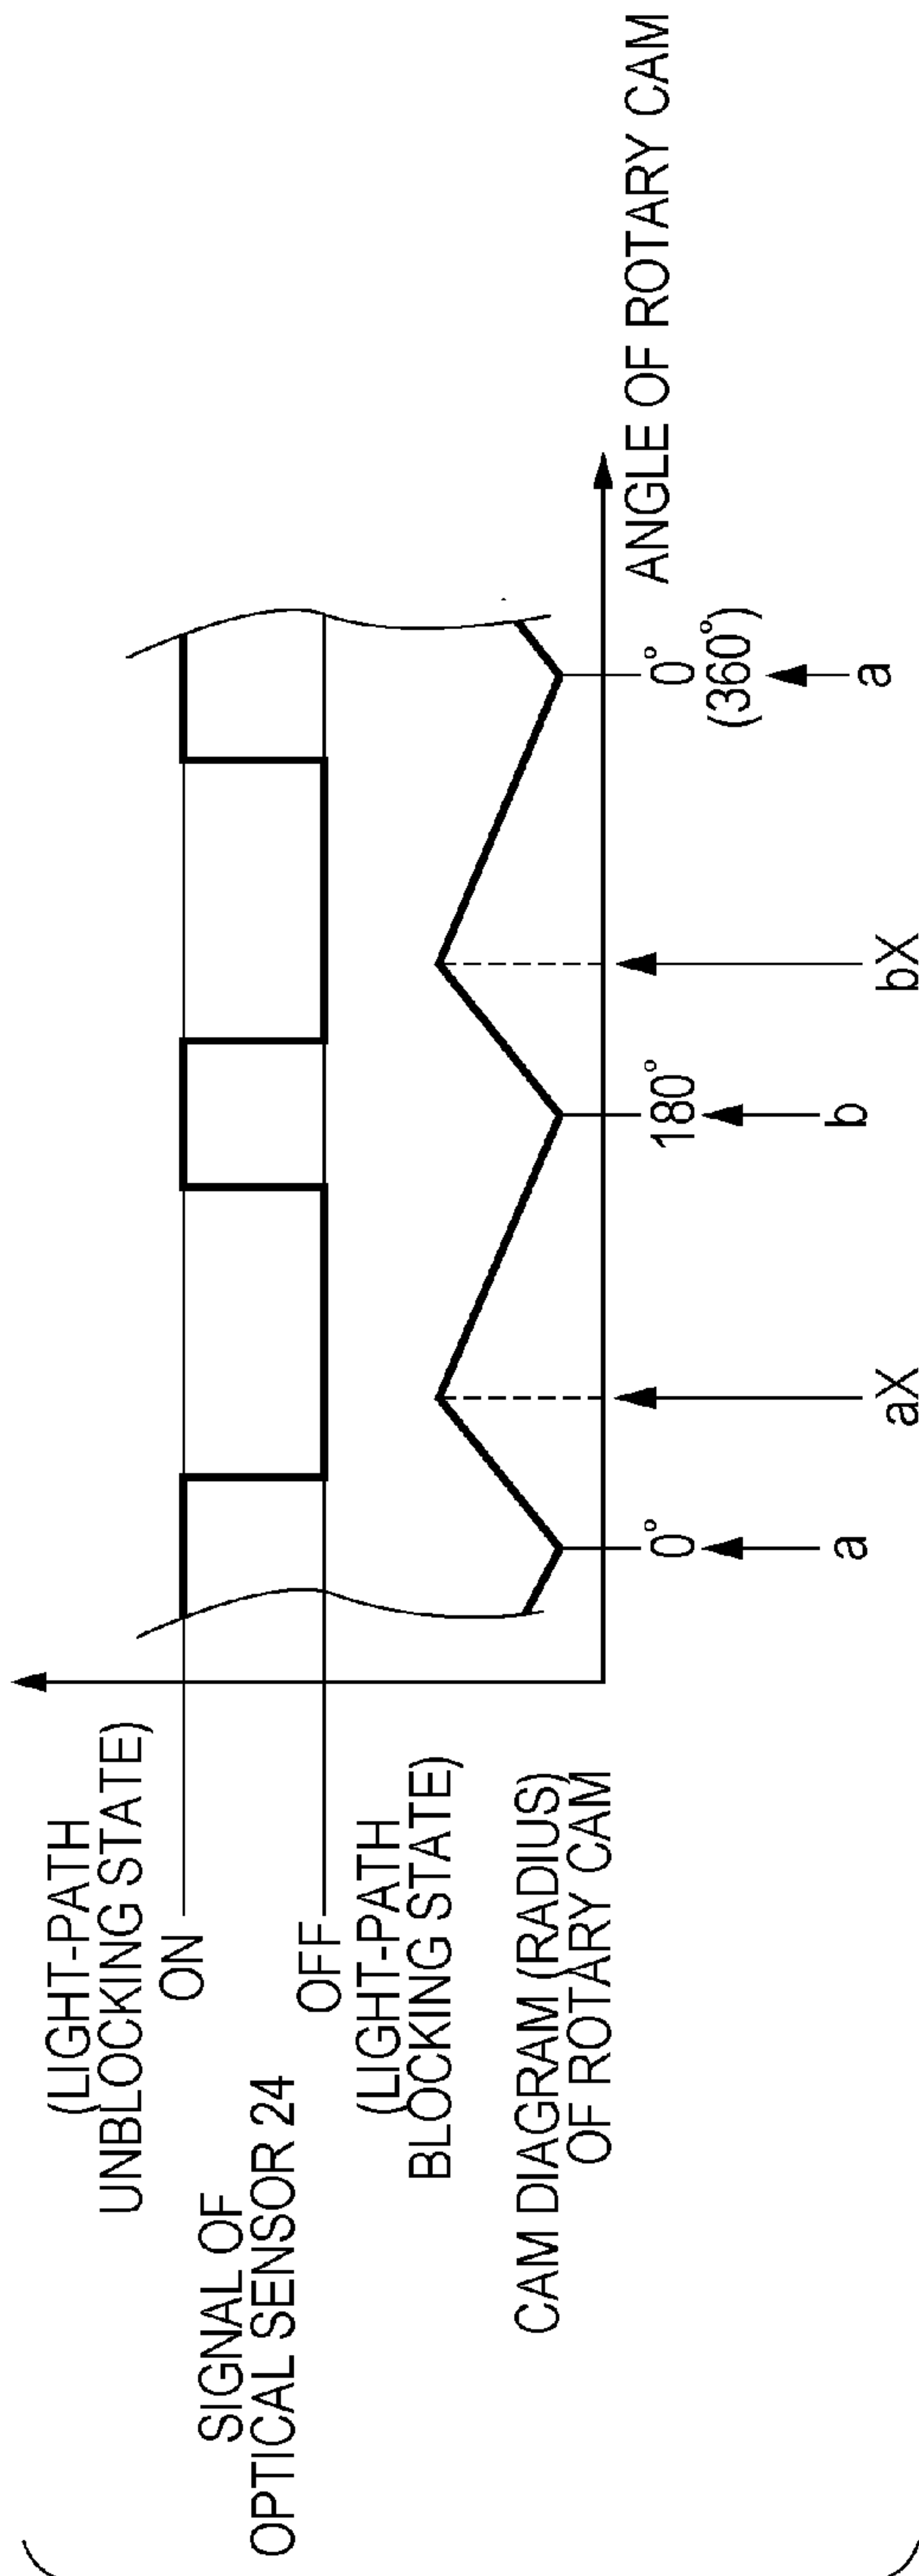 (LIGHT-PATH
UNBLOCKING STATE)
ON
SIGNAL OF
OPTICAL SENSOR 24
OFF
(LIGHT-PATH
BLOCKING STATE)
CAM DIAGRAM (RADIUS)
OF ROTARY CAM
0°
180°
0°
(360°)
ANGLE OF ROTARY CAM
a
aX
b
bX
a